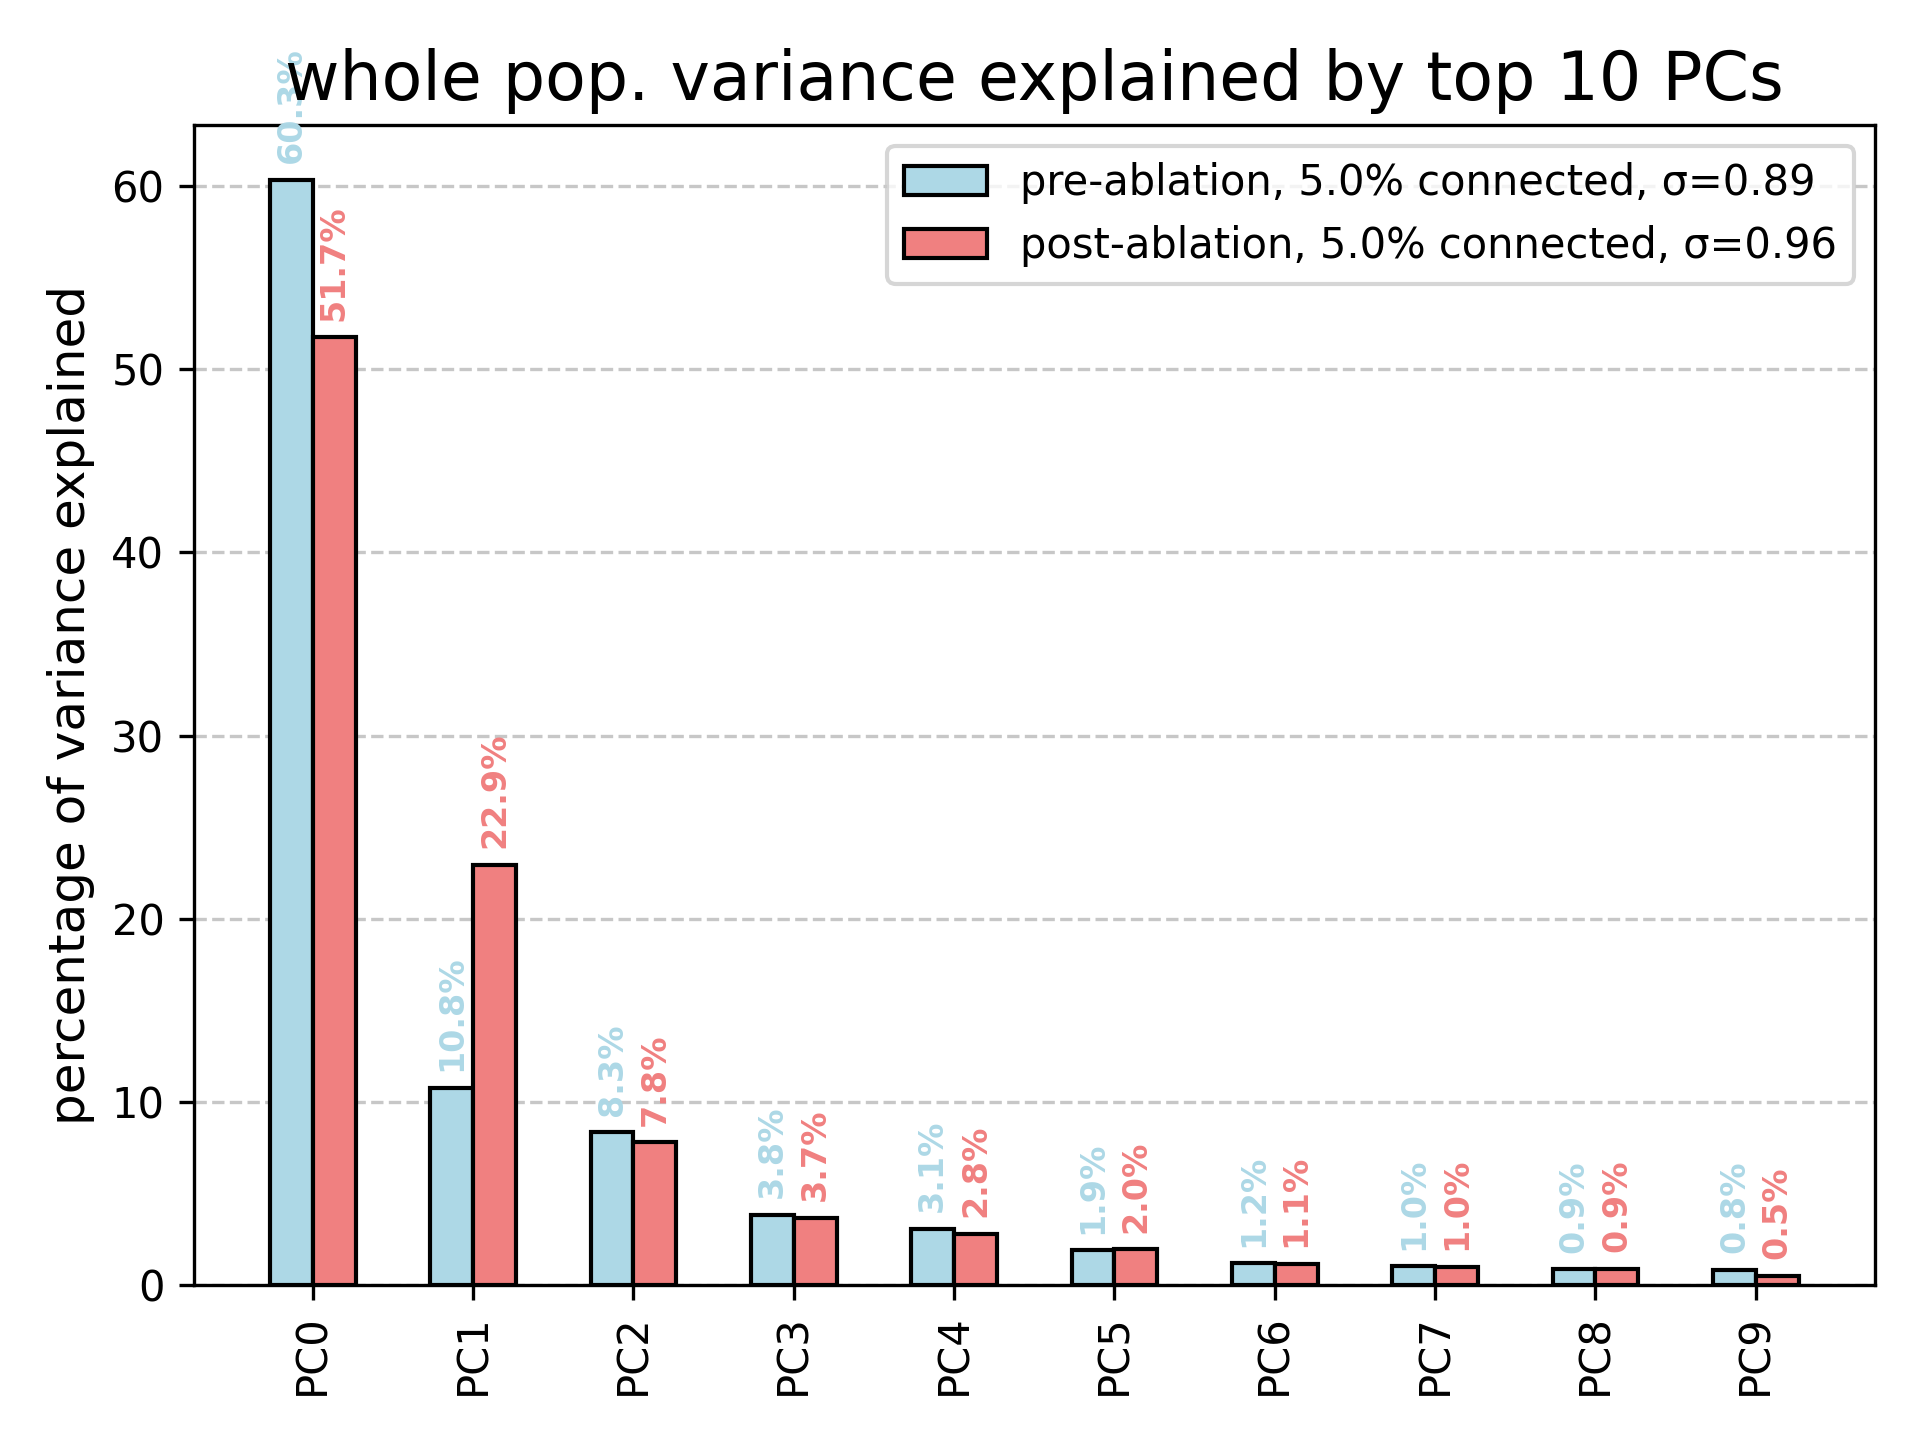 whole pop. variance explained by top 10 PCs
pre-ablation, 5.0% connected, σ=0.89
post-ablation, 5.0% connected, σ=0.96
percentage of variance explained
60
50
40
30
20
10
0
60.3%
51.7%
10.8%
22.9%
8.3%
7.8%
3.8%
3.7%
3.1%
2.8%
1.9%
2.0%
1.2%
1.1%
1.0%
1.0%
0.9%
0.9%
0.8%
0.5%
PC0
PC1
PC2
PC3
PC4
PC5
PC6
PC7
PC8
PC9